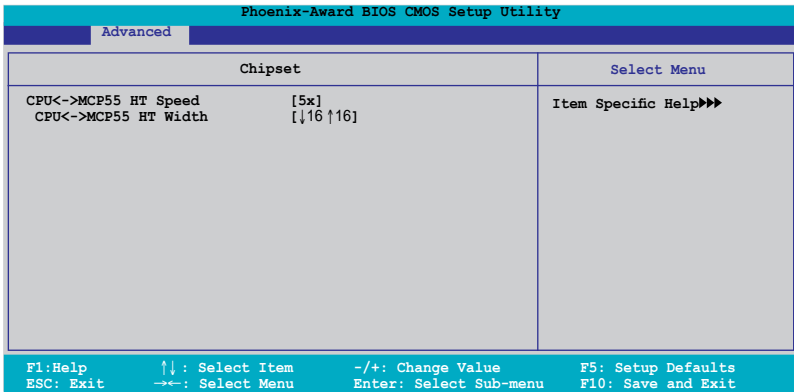 Phoenix-Award BIOS CMOS Setup Utility
Advanced
Chipset
Select Menu
CPU<->MCP55 HT Speed [5x]
CPU<->MCP55 HT Width [↓16 ↑16]
Item Specific Help▶▶▶
F1:Help ↑↓ : Select Item -/+: Change Value F5: Setup Defaults
ESC: Exit →←: Select Menu Enter: Select Sub-menu F10: Save and Exit